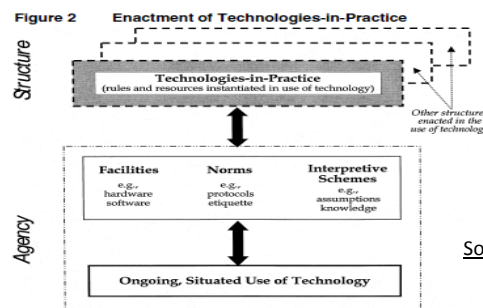 Figure 2 Enactment of Technologies-in-Practice
Structure
Technologies-in-Practice
(rules and resources instantiated in use of technology)
Other structure
enacted in the
use of technolog
Agency
Facilities
e.g.,
hardware
software
Norms
e.g.,
protocols
etiquette
Interpretive
Schemes
e.g.,
assumptions
knowledge
So
Ongoing, Situated Use of Technology